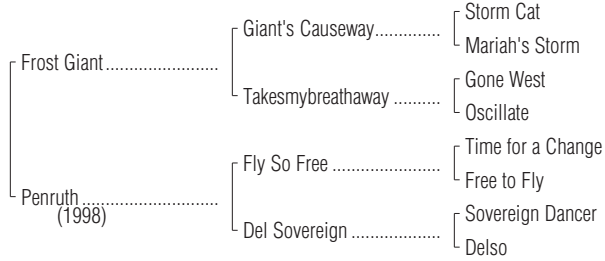 Storm Cat
Giant's Causeway..............
Mariah's Storm
Frost Giant........................
Gone West
Takesmybreathaway ..........
Oscillate
Time for a Change
Fly So Free .......................
Free to Fly
Penruth.............................
(1998)
Sovereign Dancer
Del Sovereign ...................
Delso